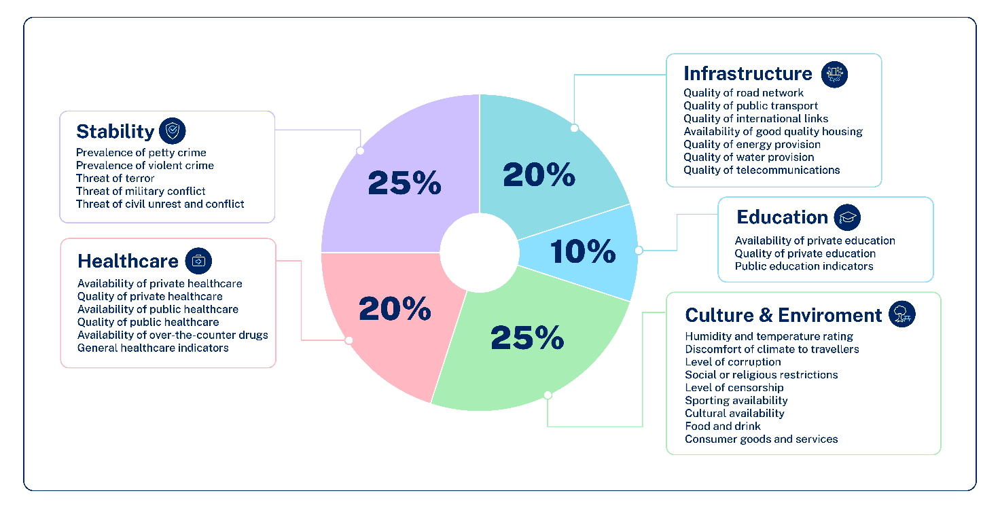 Stability
Prevalence of petty crime
Prevalence of violent crime
Threat of terror
Threat of military conflict
Threat of civil unrest and conflict
Healthcare
Availability of private healthcare
Quality of private healthcare
Availability of public healthcare
Quality of public healthcare
Availability of over-the-counter drugs
General healthcare indicators
25%
20%
10%
20%
25%
Infrastructure
Quality of road network
Quality of public transport
Quality of international links
Availability of good quality housing
Quality of energy provision
Quality of water provision
Quality of telecommunications
Education
Availability of private education
Quality of private education
Public education indicators
Culture & Enviroment
Humidity and temperature rating
Discomfort of climate to travellers
Level of corruption
Social or religious restrictions
Level of censorship
Sporting availability
Cultural availability
Food and drink
Consumer goods and services